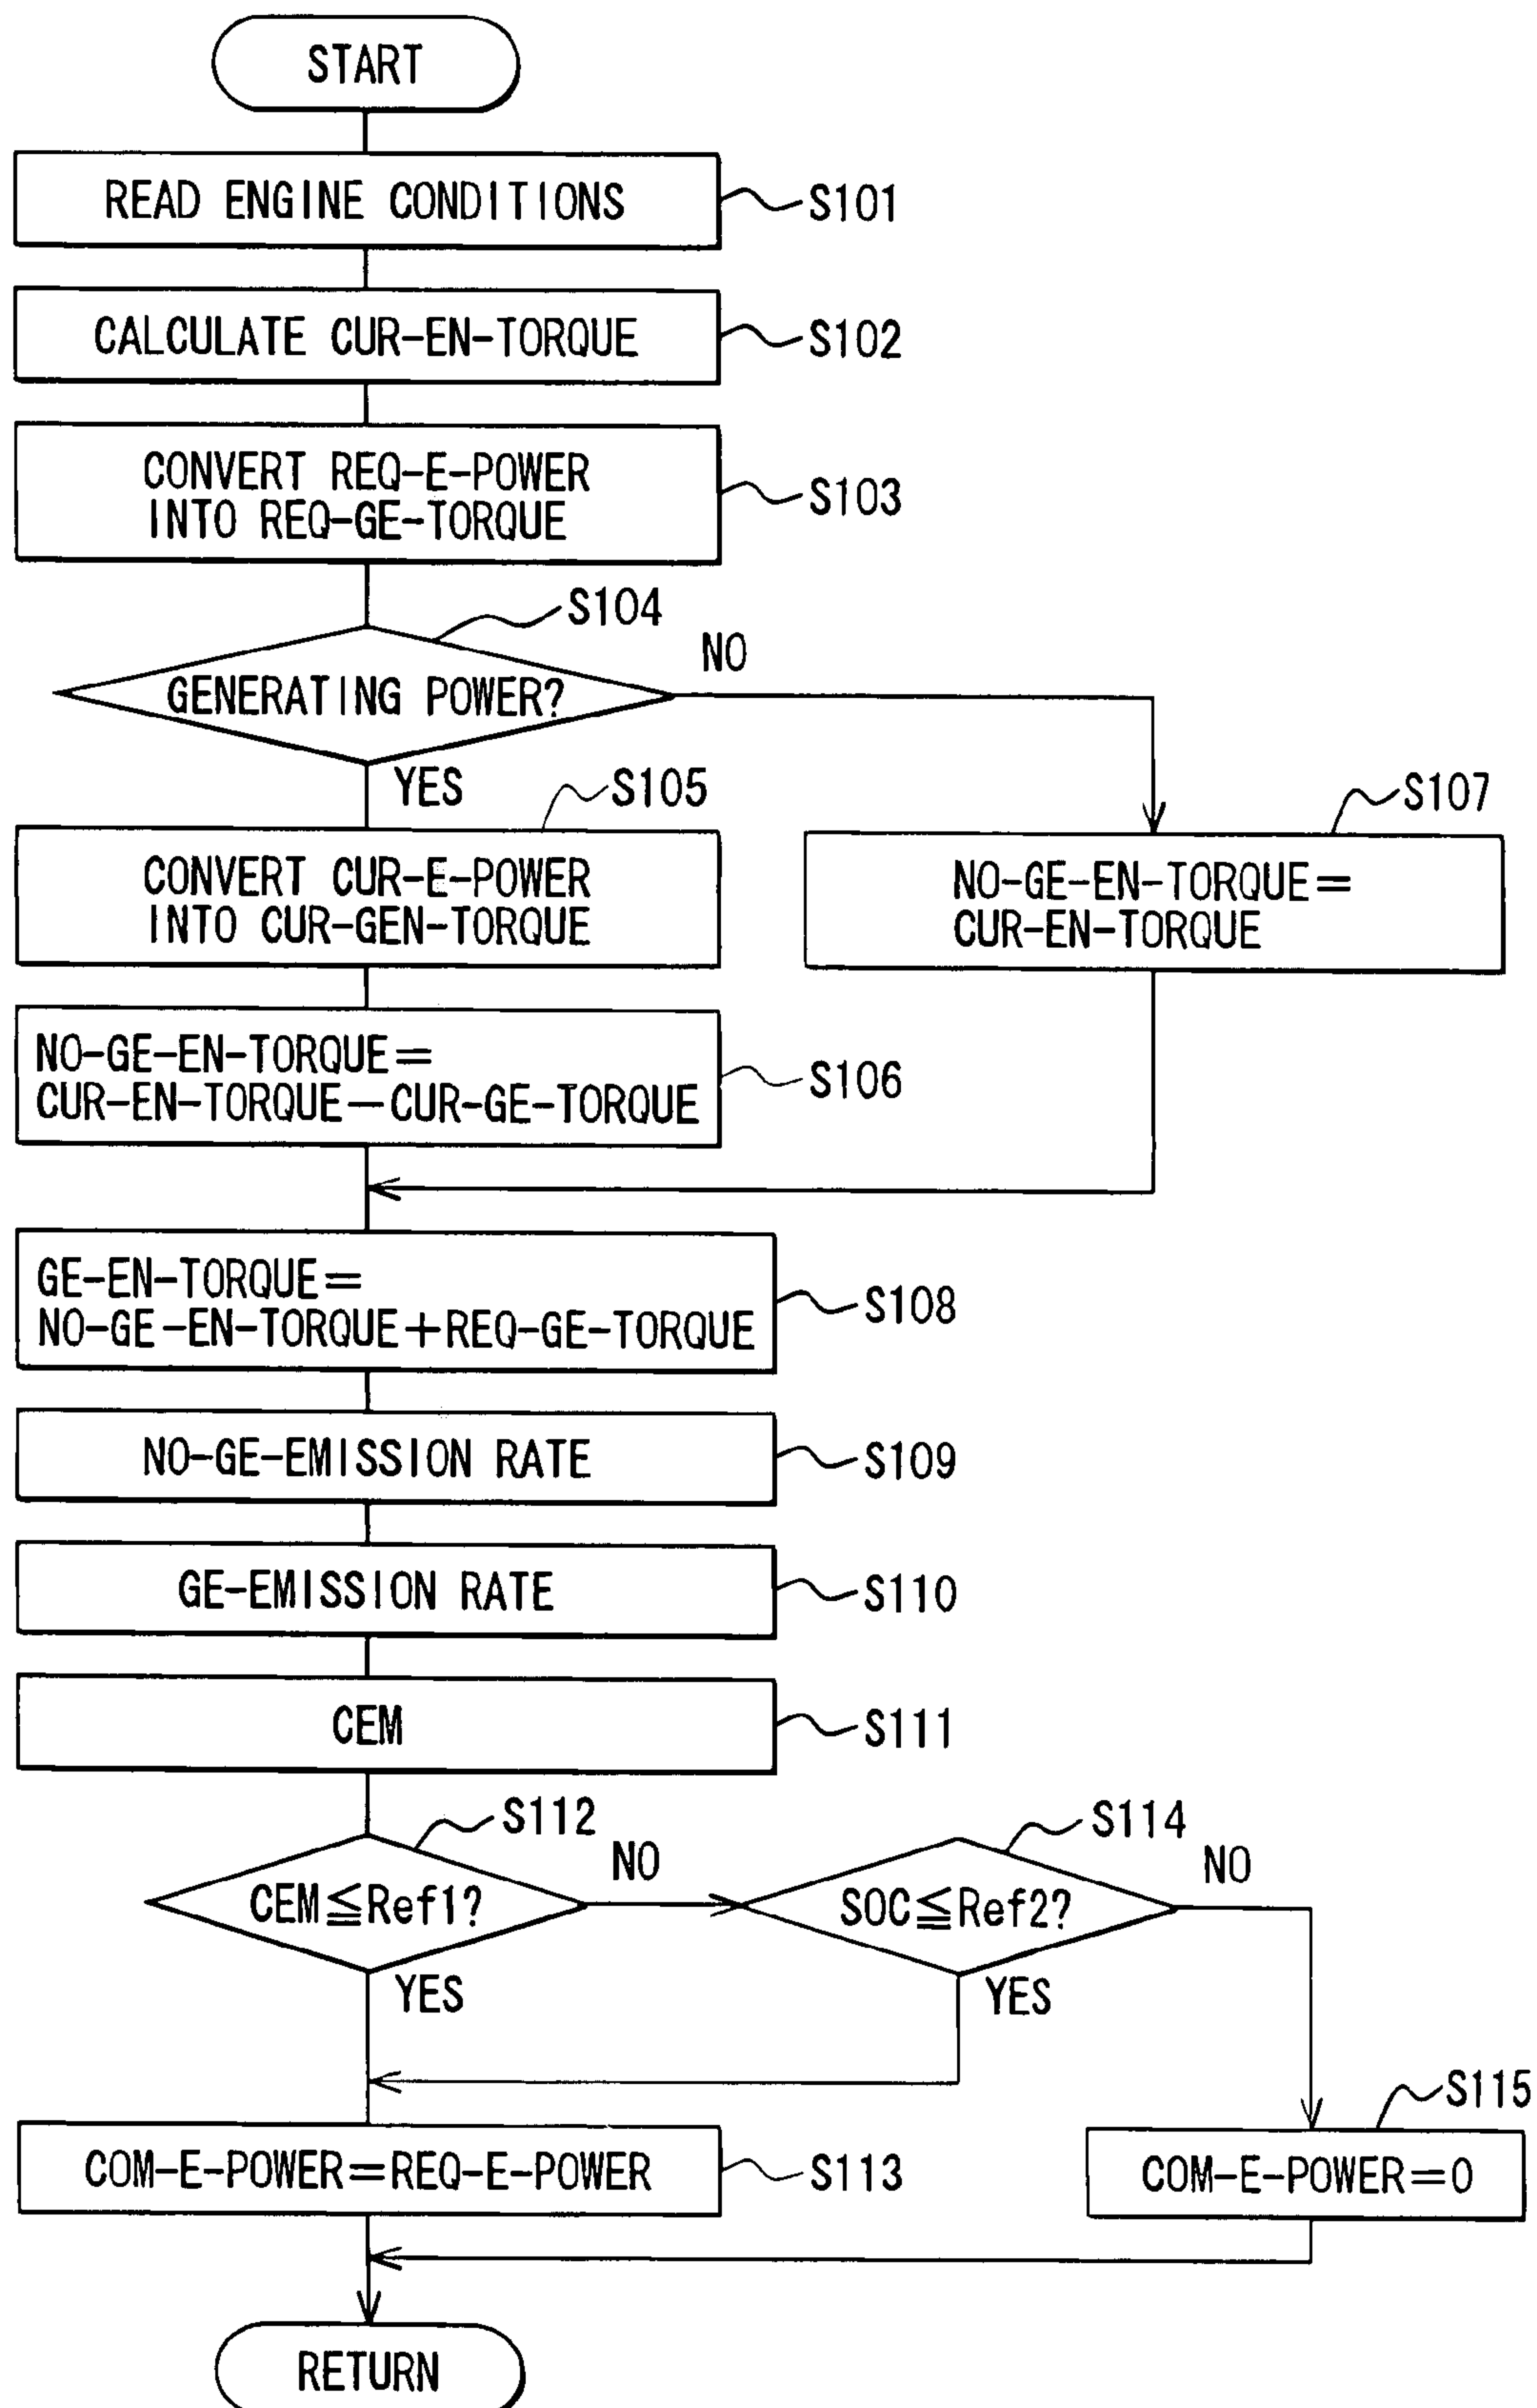 START
READ ENGINE CONDITIONS
S101
CALCULATE CUR-EN-TORQUE
S102
CONVERT REQ-E-POWER
INTO REQ-GE-TORQUE
S103
S104
GENERATING POWER?
NO
YES
S105
CONVERT CUR-E-POWER
INTO CUR-GEN-TORQUE
S107
NO-GE-EN-TORQUE=
CUR-EN-TORQUE
NO-GE-EN-TORQUE=
CUR-EN-TORQUE—CUR-GE-TORQUE
S106
GE-EN-TORQUE=
NO-GE-EN-TORQUE+REQ-GE-TORQUE
S108
NO-GE-EMISSION RATE
S109
GE-EMISSION RATE
S110
CEM
S111
S112
CEM≦Ref1?
NO
YES
S114
SOC≦Ref2?
NO
YES
COM-E-POWER=REQ-E-POWER
S113
S115
COM-E-POWER=0
RETURN